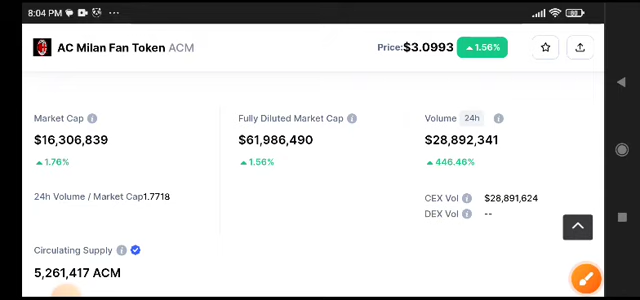 8:04 PM
AC Milan Fan Token ACM
Price:$3.0993 1.56%
Market Cap
$16,306,839
1.76%
24h Volume / Market Cap1.7718
Fully Diluted Market Cap
$61,986,490
1.56%
Volume 24h
$28,892,341
446.46%
CEX Vol $28,891,624
DEX Vol --
Circulating Supply
5,261,417 ACM